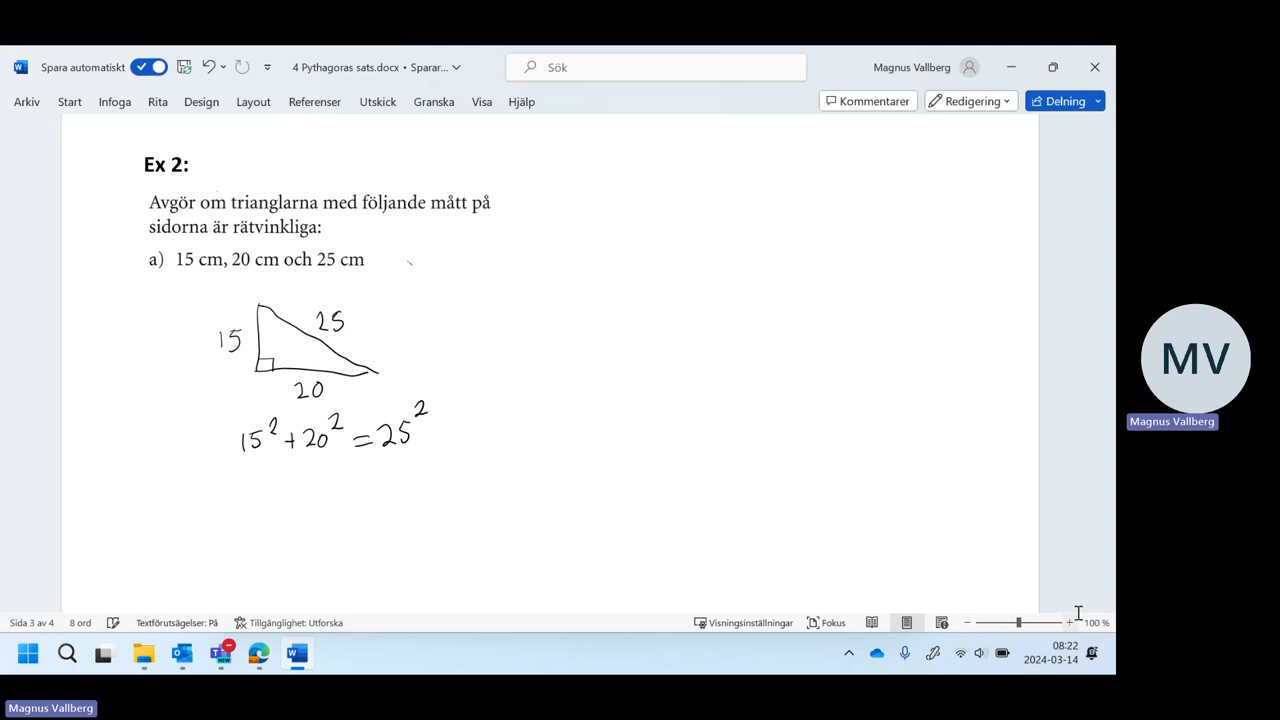 Spara automatiskt
4 Pythagoras sats.docx • Sparar...
Sök
Magnus Vallberg
Arkiv Start Infoga Rita Design Layout Referenser Utskick Granska Visa Hjälp
Kommentarer Redigering Delning
Ex 2:
Avgör om trianglarna med följande mått på
sidorna är rätvinkliga:
a) 15 cm, 20 cm och 25 cm
15
25
20
15² + 20² = 25²
MV
Magnus Vallberg
Sida 3 av 4 8 ord Textförutsägelser: På Tillgänglighet: Utforska Visningsinställningar Fokus 100 %
NEW
08:22
2024-03-14
Magnus Vallberg